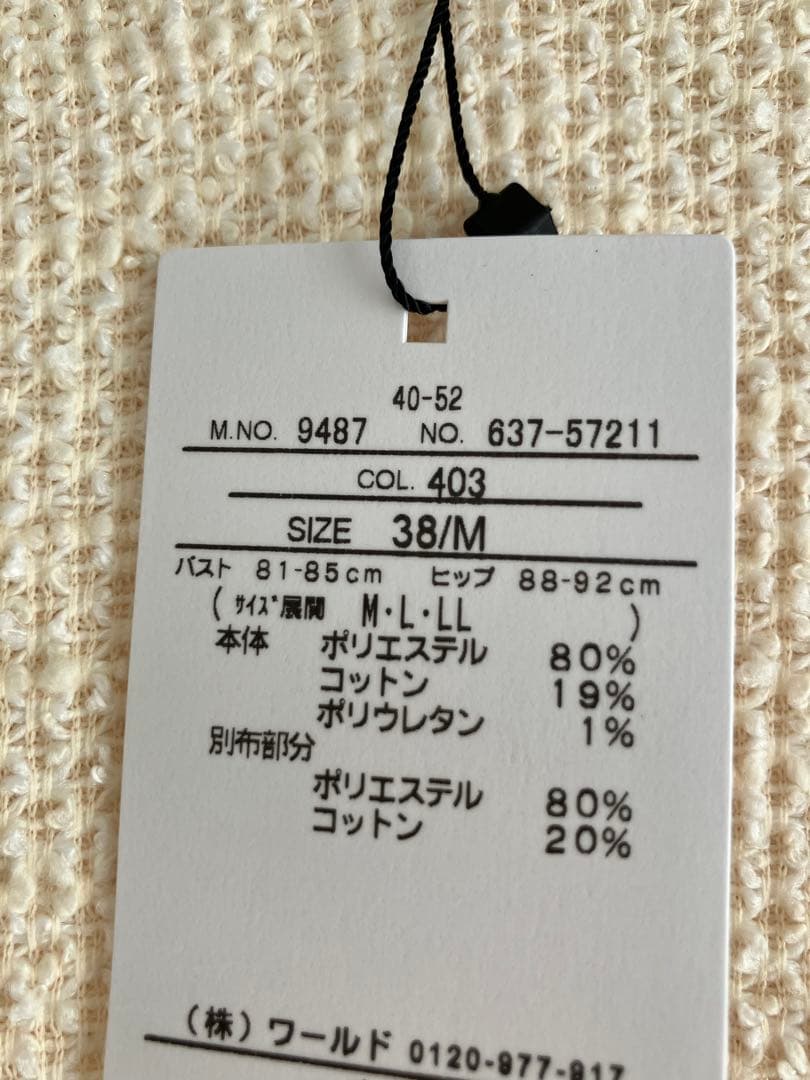 40-52
M.NO. 9487 NO. 637-57211
COL. 403
SIZE 38/M
バスト 81-85cm ヒップ 88-92cm
(サイズ展開 M・L・LL )
本体 ポリエステル 80%
コットン 19%
ポリウレタン 1%
別布部分
ポリエステル 80%
コットン 20%
(株)ワールド 0120-977-917